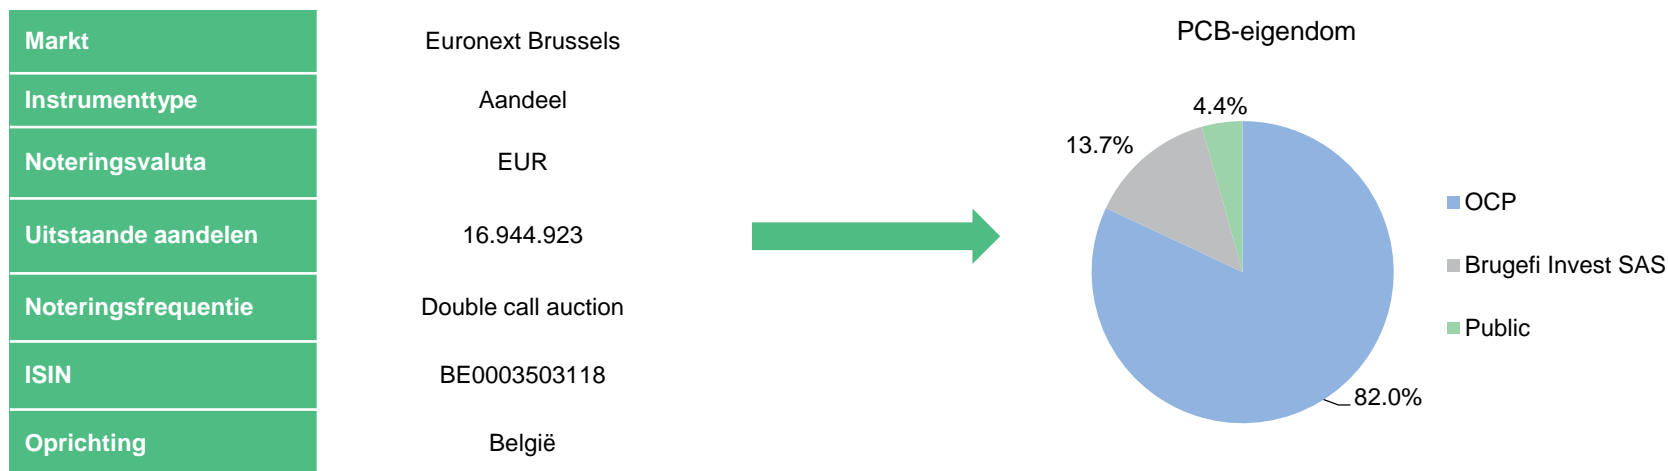 Markt Euronext Brussels
Instrumenttype Aandeel
Noteringsvaluta EUR
Uitstaande aandelen 16.944.923
Noteringsfrequentie Double call auction
ISIN BE0003503118
Oprichting België
PCB-eigendom
4.4%
13.7%
82.0%
OCP
Brugefi Invest SAS
Public